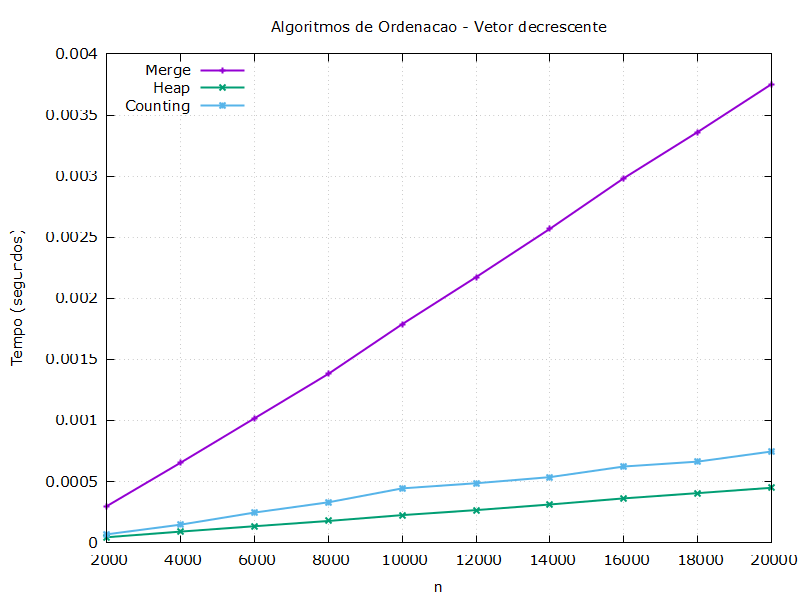 Algoritmos de Ordenacao - Vetor decrescente
Merge
Heap
Counting
0.004
0.0035
0.003
0.0025
0.002
0.0015
0.001
0.0005
0
Tempo (segundos)
2000 4000 6000 8000 10000 12000 14000 16000 18000 20000
n